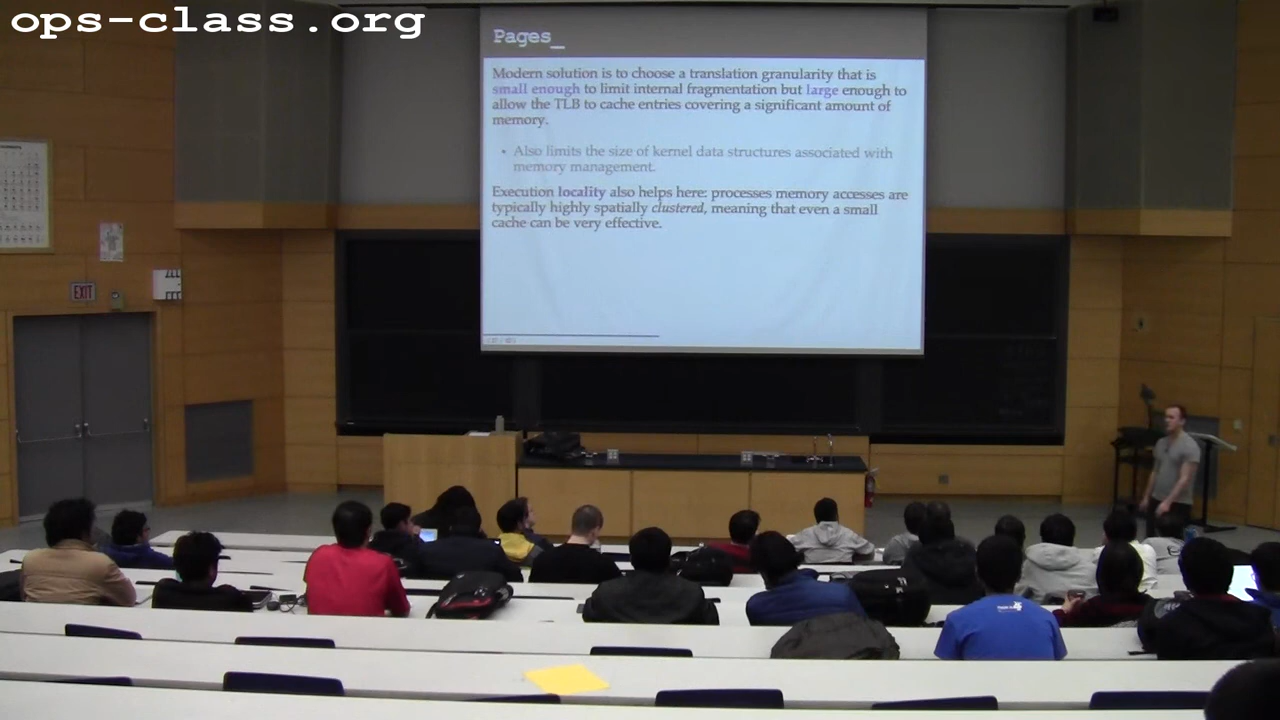 ops-class.org
Pages_
Modern solution is to choose a translation granularity that is
small enough to limit internal fragmentation but large enough to
allow the TLB to cache entries covering a significant amount of
memory.
• Also limits the size of kernel data structures associated with
memory management.
Execution locality also helps here: processes memory accesses are
typically highly spatially clustered, meaning that even a small
cache can be very effective.
EXIT